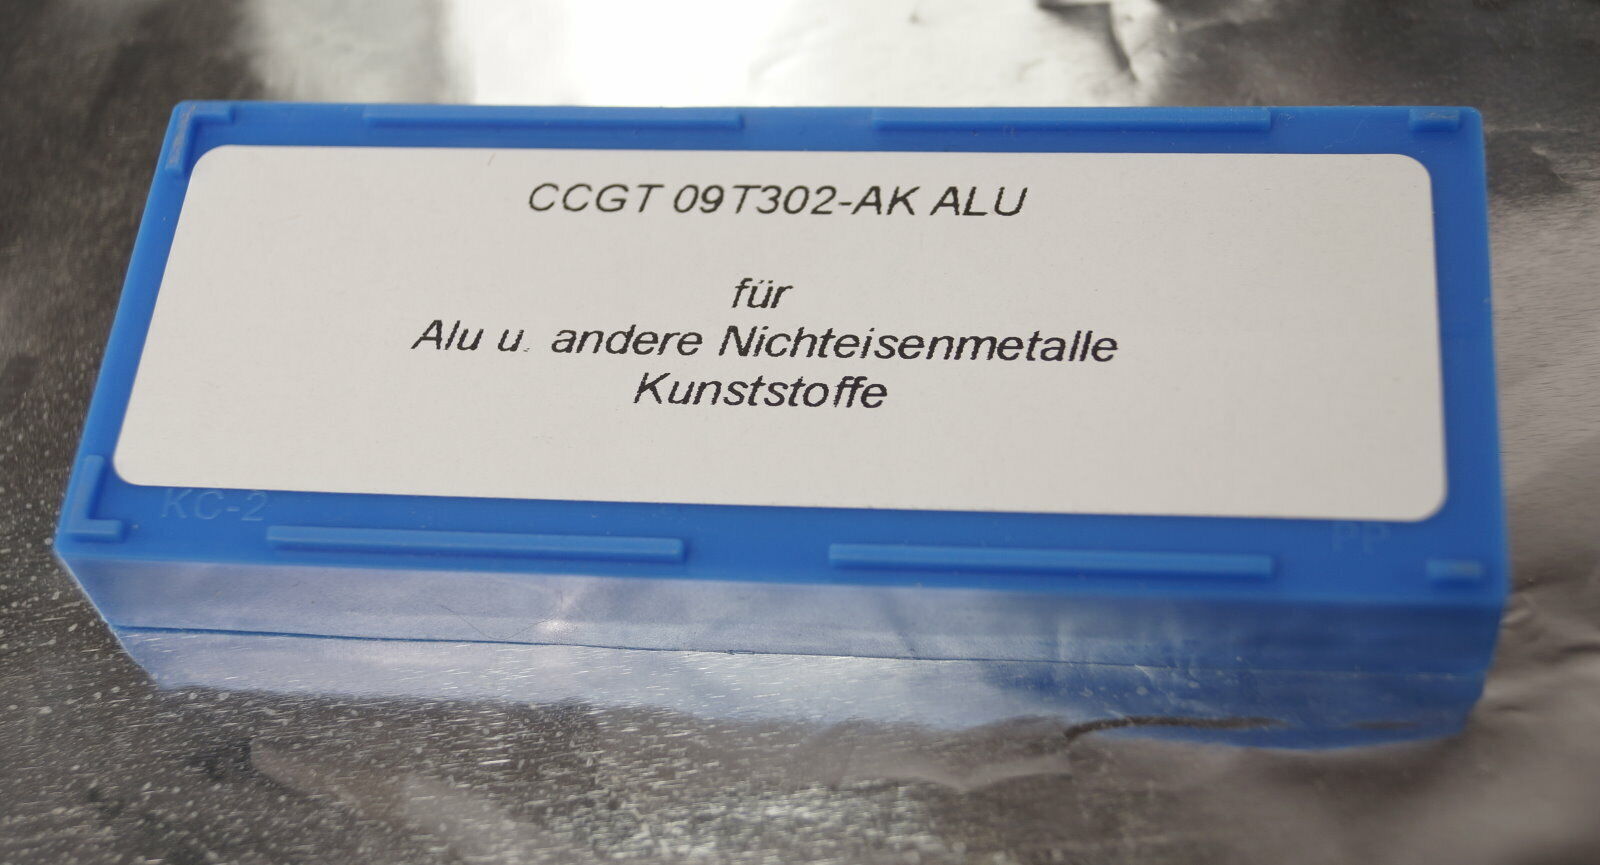 CCGT 09T302-AK ALU
für
Alu u. andere Nichteisenmetalle
Kunststoffe
KC-2
PP